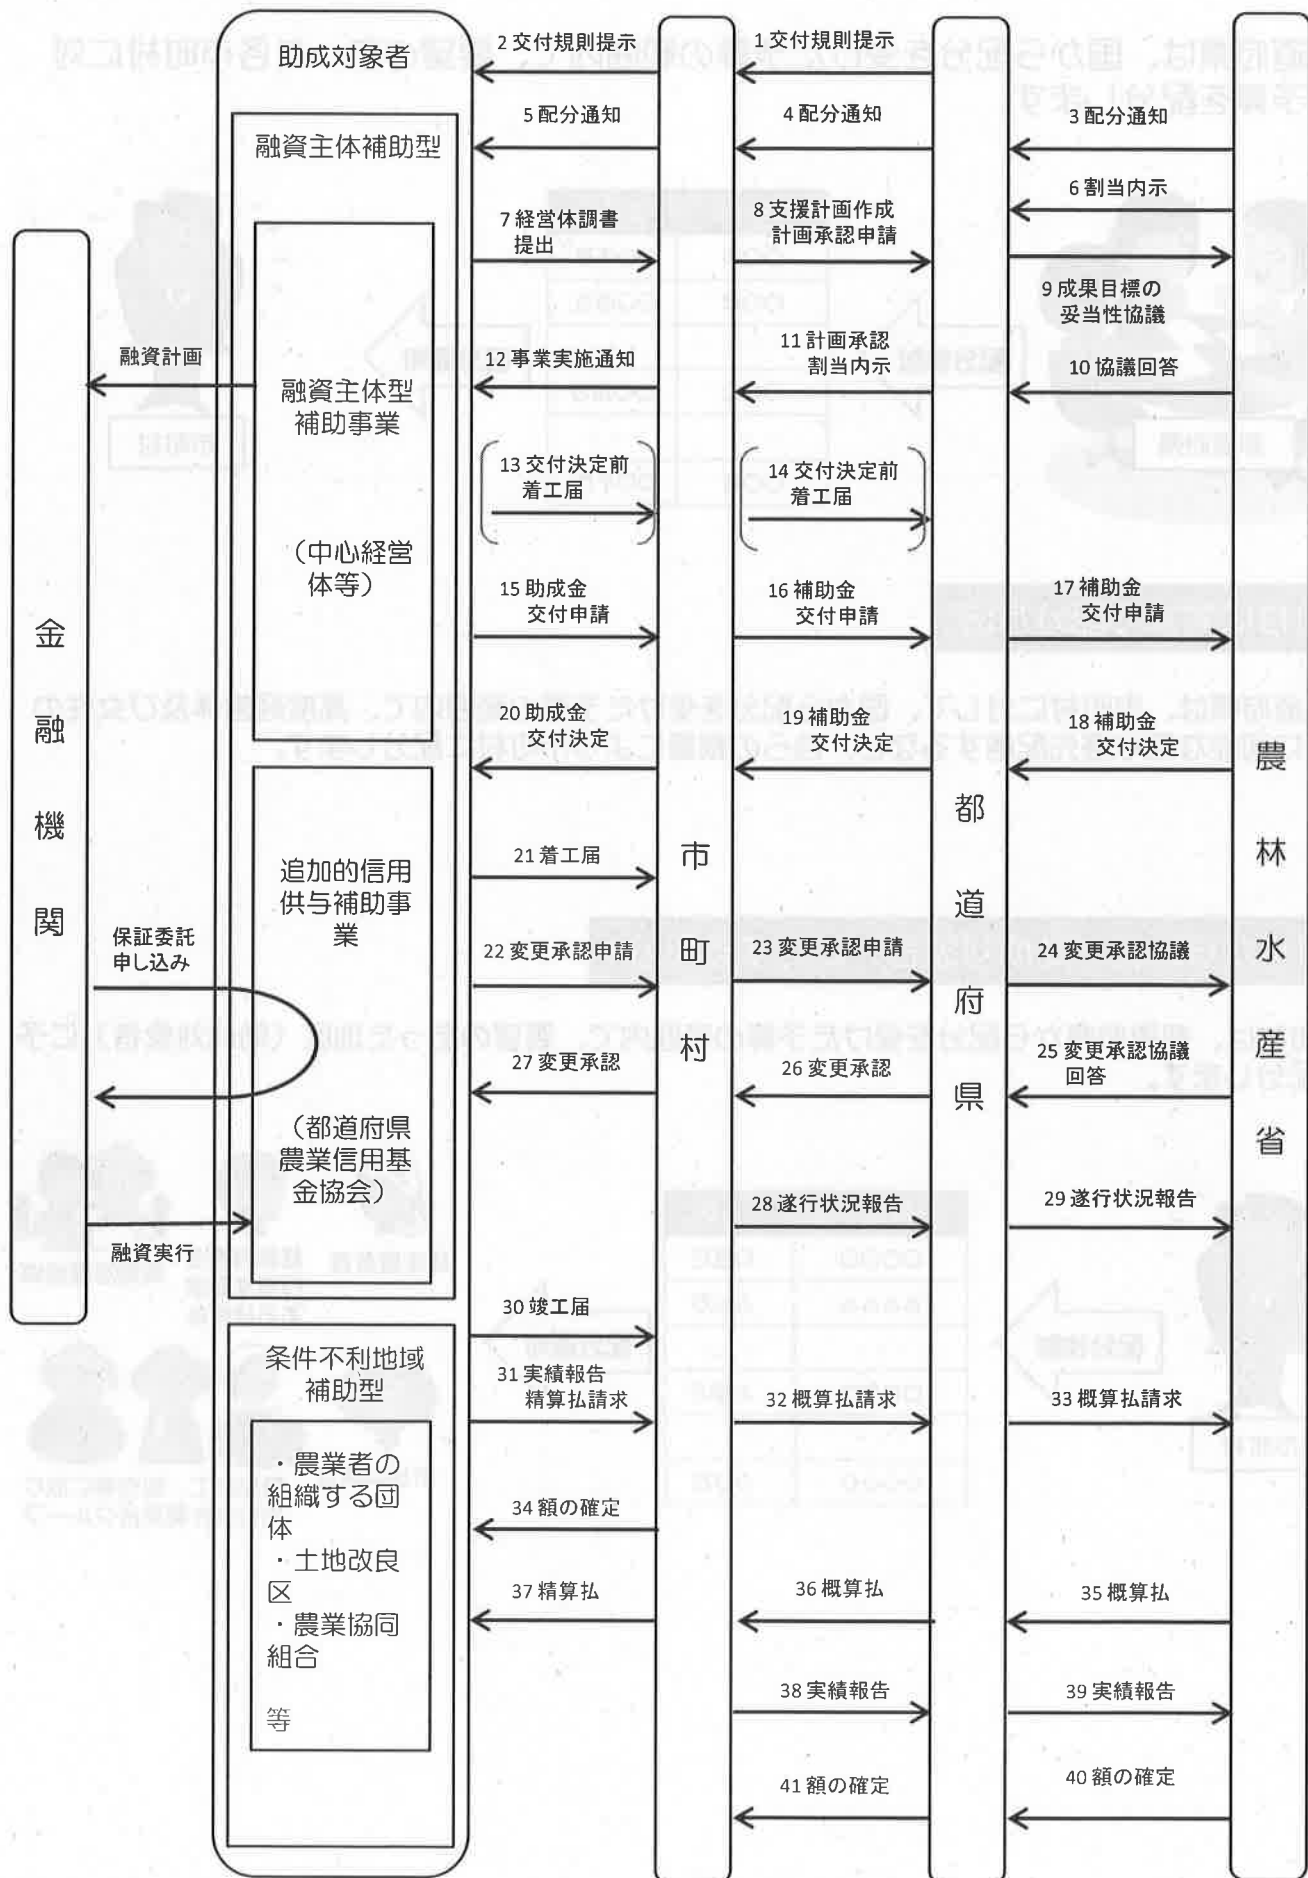 助成対象者
融資主体補助型
融資主体型
補助事業
（中心経営
体等）
追加的信用
供与補助事
業
（都道府県
農業信用基
金協会）
条件不利地域
補助型
・農業者の
組織する団
体
・土地改良
区
・農業協同
組合
等
金融機関
市町村
都道府県
農林水産省
融資計画
保証委託
申し込み
融資実行
1 交付規則提示
2 交付規則提示
3 配分通知
4 配分通知
5 配分通知
6 割当内示
7 経営体調書
提出
8 支援計画作成
計画承認申請
9 成果目標の
妥当性協議
10 協議回答
11 計画承認
割当内示
12 事業実施通知
13 交付決定前
着工届
14 交付決定前
着工届
15 助成金
交付申請
16 補助金
交付申請
17 補助金
交付申請
18 補助金
交付決定
19 補助金
交付決定
20 助成金
交付決定
21 着工届
22 変更承認申請
23 変更承認申請
24 変更承認協議
25 変更承認協議
回答
26 変更承認
27 変更承認
28 遂行状況報告
29 遂行状況報告
30 竣工届
31 実績報告
精算払請求
32 概算払請求
33 概算払請求
34 額の確定
35 概算払
36 概算払
37 精算払
38 実績報告
39 実績報告
40 額の確定
41 額の確定